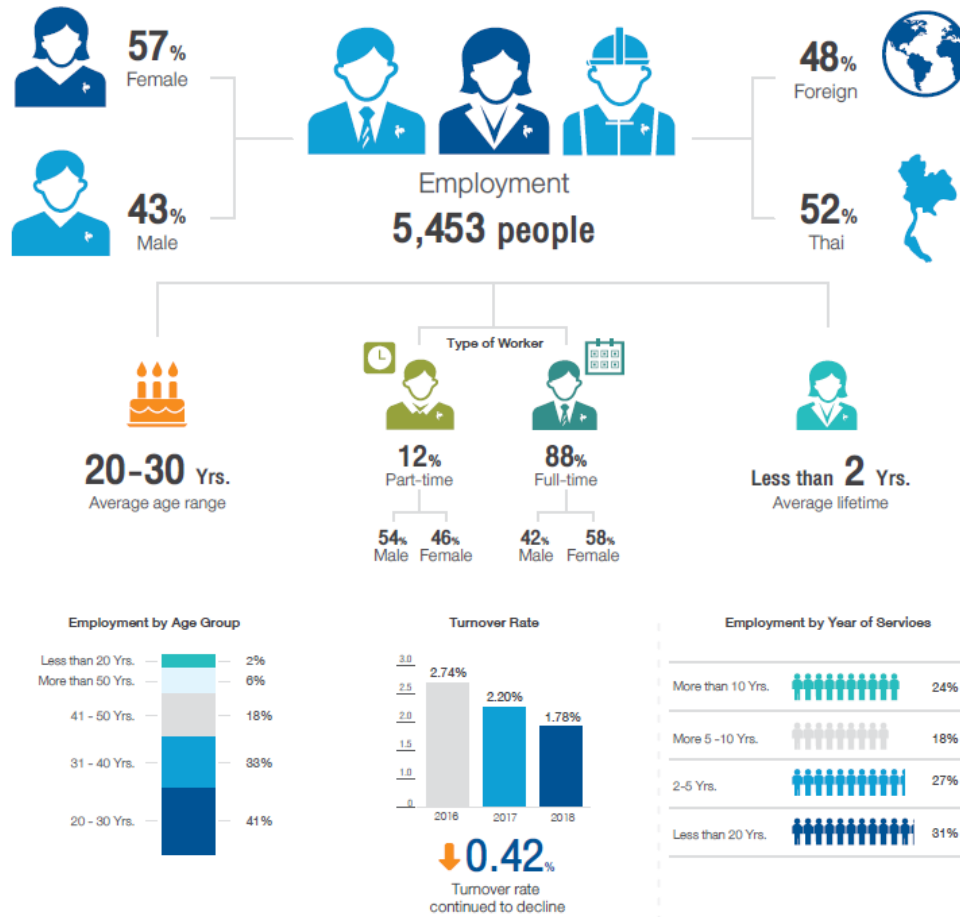 57%
Female
43%
Male
Employment
5,453 people
48%
Foreign
52%
Thai
20-30 Yrs.
Average age range
Type of Worker
12%
Part-time
88%
Full-time
54%
Male
46%
Female
42%
Male
58%
Female
Less than 2 Yrs.
Average lifetime
Employment by Age Group
Less than 20 Yrs. 2%
More than 50 Yrs. 6%
41 - 50 Yrs. 18%
31 - 40 Yrs. 33%
20 - 30 Yrs. 41%
Turnover Rate
3.0
2.5
2.0
1.5
1.0
0
2.74%
2.20%
1.78%
2016 2017 2018
0.42%
Turnover rate
continued to decline
Employment by Year of Services
More than 10 Yrs. 24%
More 5 -10 Yrs. 18%
2-5 Yrs. 27%
Less than 20 Yrs. 31%